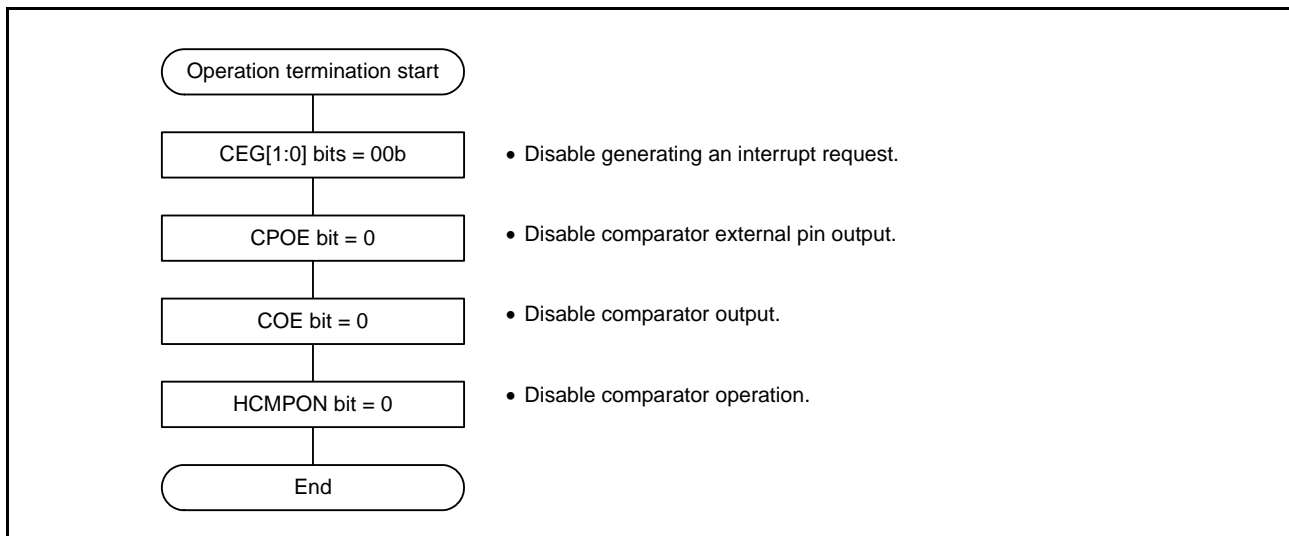 Operation termination start
CEG[1:0] bits = 00b
• Disable generating an interrupt request.
CPOE bit = 0
• Disable comparator external pin output.
COE bit = 0
• Disable comparator output.
HCMPON bit = 0
• Disable comparator operation.
End